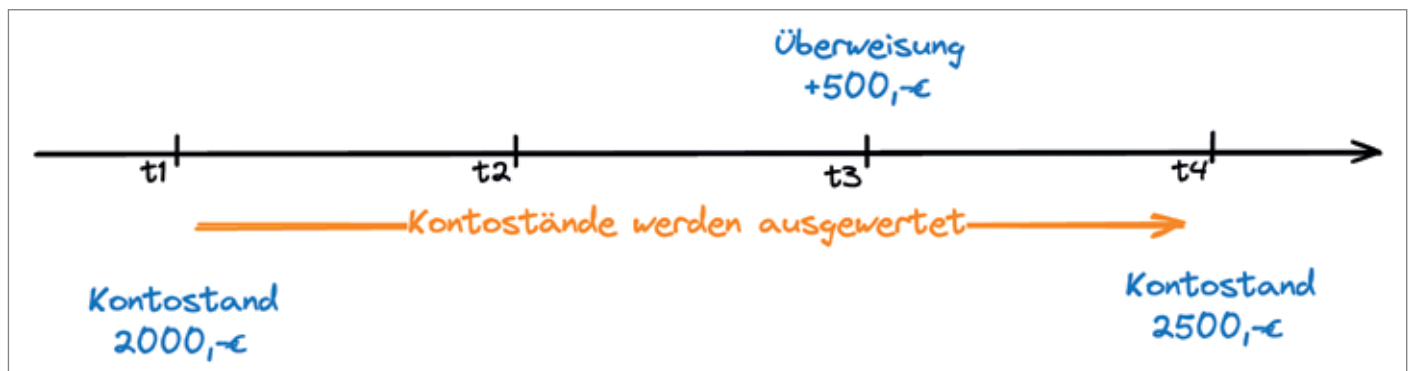 Überweisung
+500,-€
t1
t2
t3
t4
Kontostände werden ausgewertet
Kontostand
2000,-€
Kontostand
2500,-€